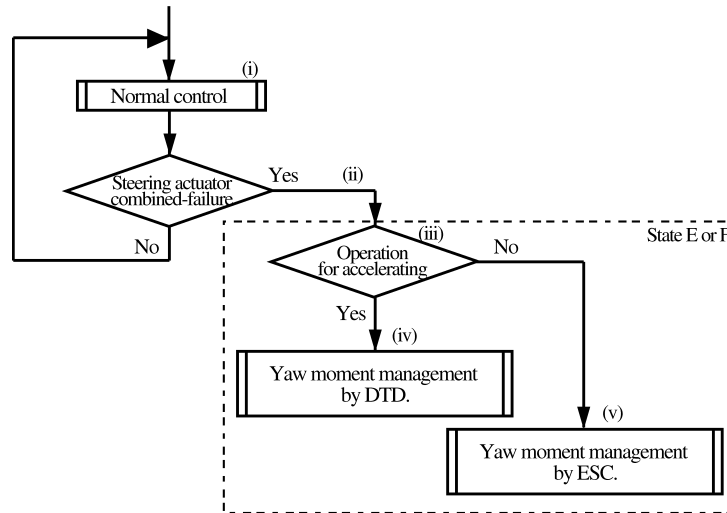 (i)
Normal control
Steering actuator
combined-failure
Yes
(ii)
No
(iii)
State E or F
Operation
for accelerating
No
Yes
(iv)
Yaw moment management
by DTD.
(v)
Yaw moment management
by ESC.